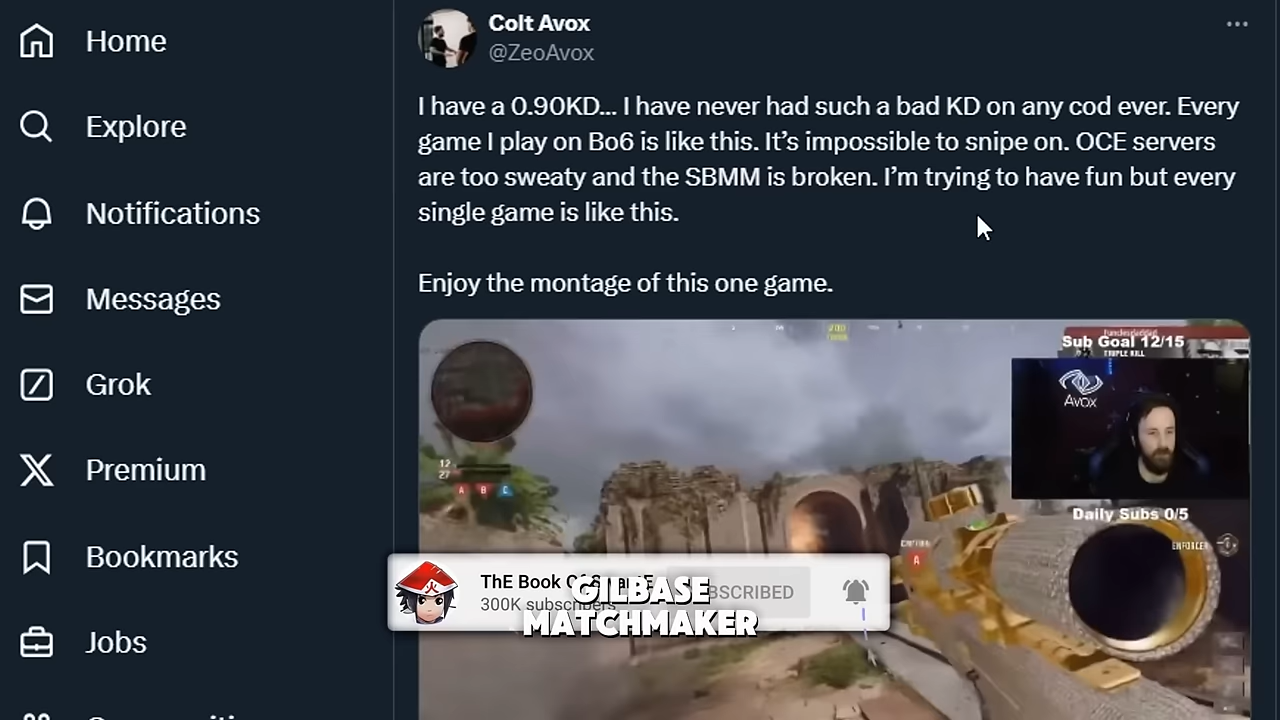 Home
Explore
Notifications
Messages
Grok
Premium
Bookmarks
Jobs
Colt Avox
@ZeoAvox
I have a 0.90KD... I have never had such a bad KD on any cod ever. Every
game I play on Bo6 is like this. It’s impossible to snipe on. OCE servers
are too sweaty and the SBMM is broken. I’m trying to have fun but every
single game is like this.
Enjoy the montage of this one game.
Sub Goal 12/15
TRIPLE KILL
Avox
Daily Subs 0/5
ENFORCER
12
27
A B C
A
ThE Book Of
300K subscribers
GILBASE
MATCHMAKER